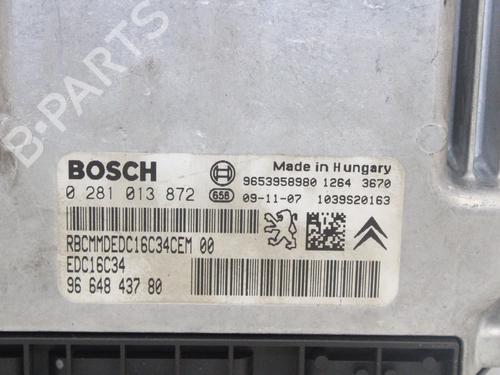 B-PARTS
BOSCH
Made in Hungary
9653958980 1264 3670
0 281 013 872 658 09-11-07 1039S20163
RBCMMDEDC16C34CEM 00
EDC16C34
96 648 437 80